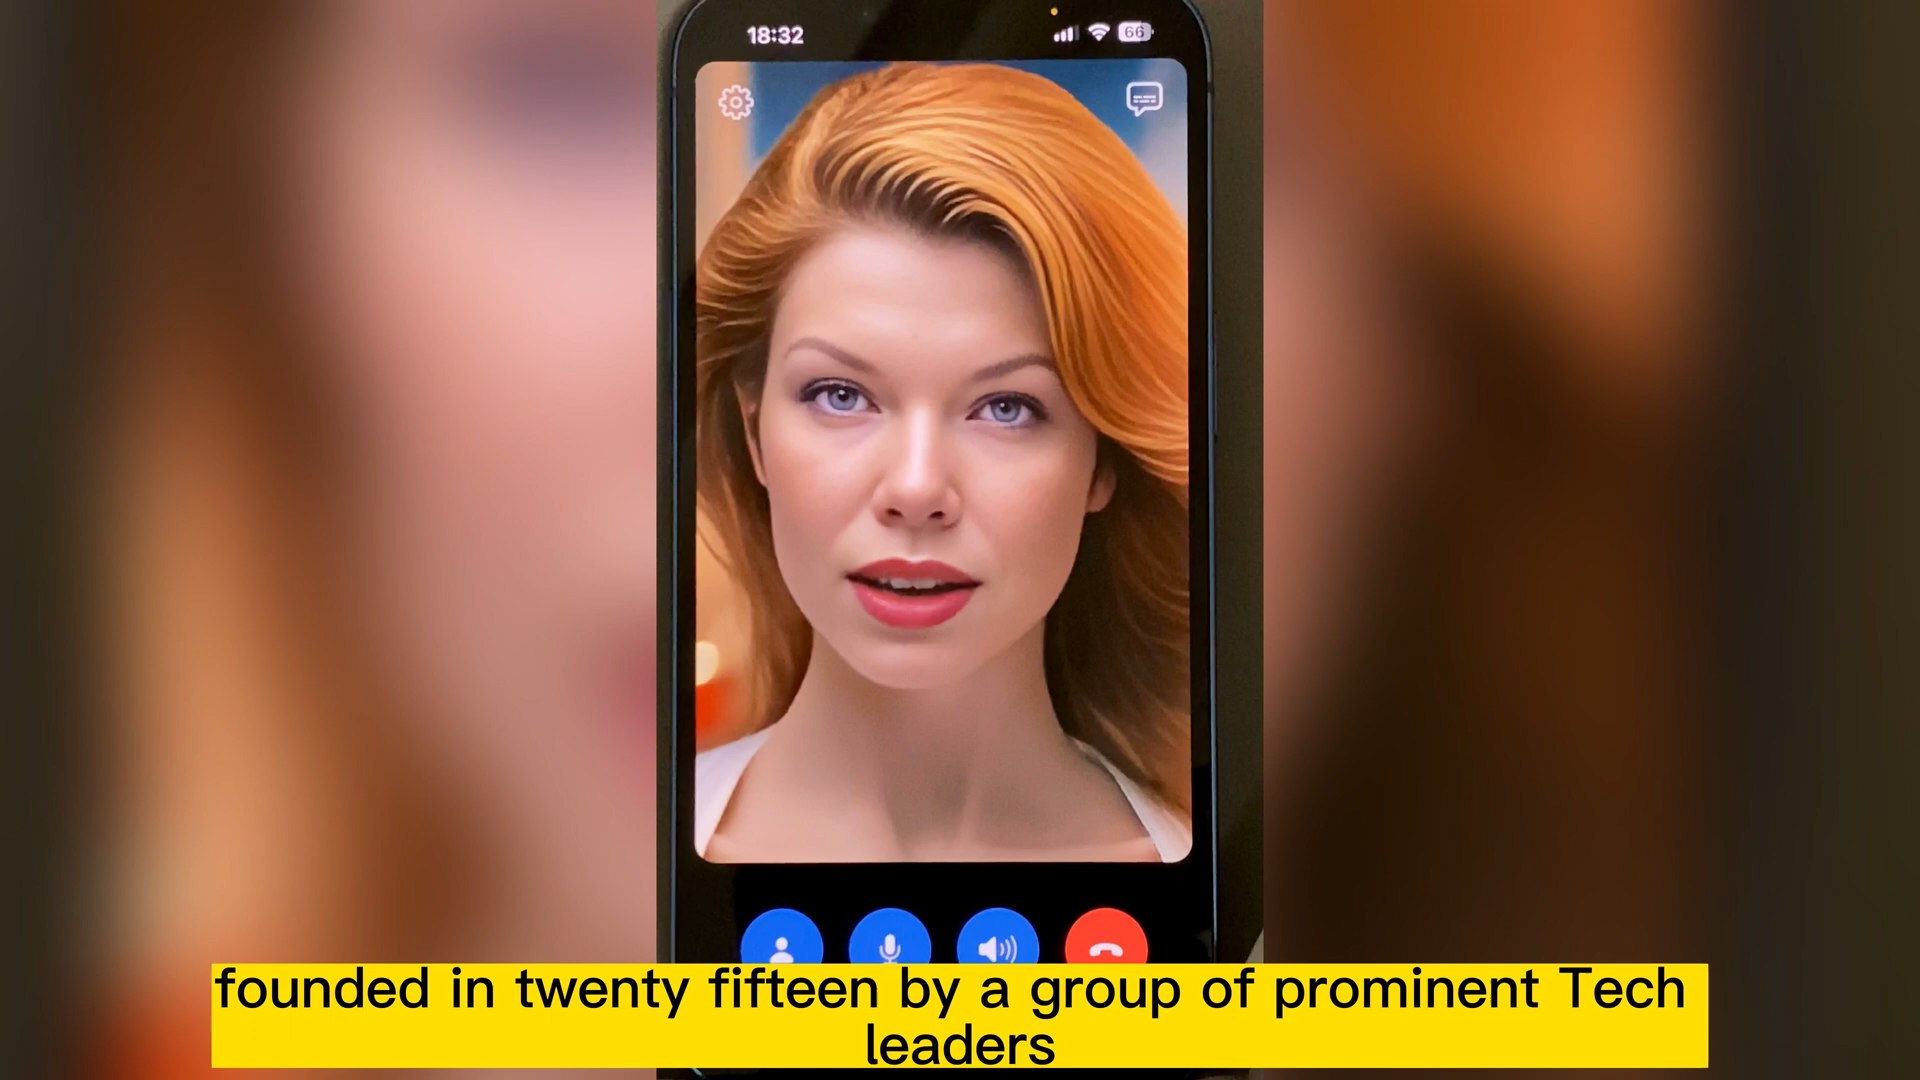 18:32
66
founded in twenty fifteen by a group of prominent Tech
leaders